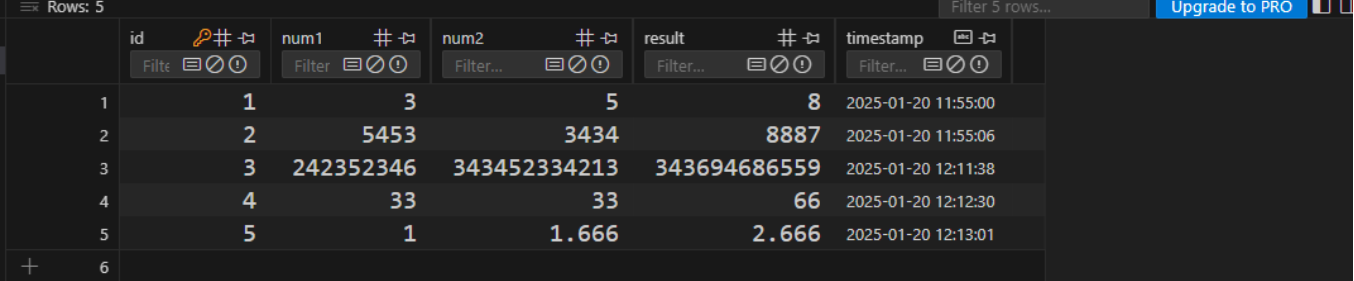 Rows: 5 Filter 5 rows... Upgrade to PRO
id num1 num2 result timestamp
Filte Filter Filter... Filter... Filter...
1 1 3 5 8 2025-01-20 11:55:00
2 2 5453 3434 8887 2025-01-20 11:55:06
3 3 242352346 343452334213 343694686559 2025-01-20 12:11:38
4 4 33 33 66 2025-01-20 12:12:30
5 5 1 1.666 2.666 2025-01-20 12:13:01
6